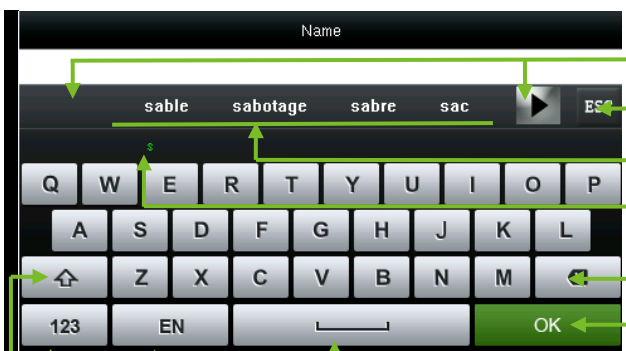 Name
sable sabotage sabre sac ESC
s
Q W E R T Y U I O P
A S D F G H J K L
Z X C V B N M
123 EN OK